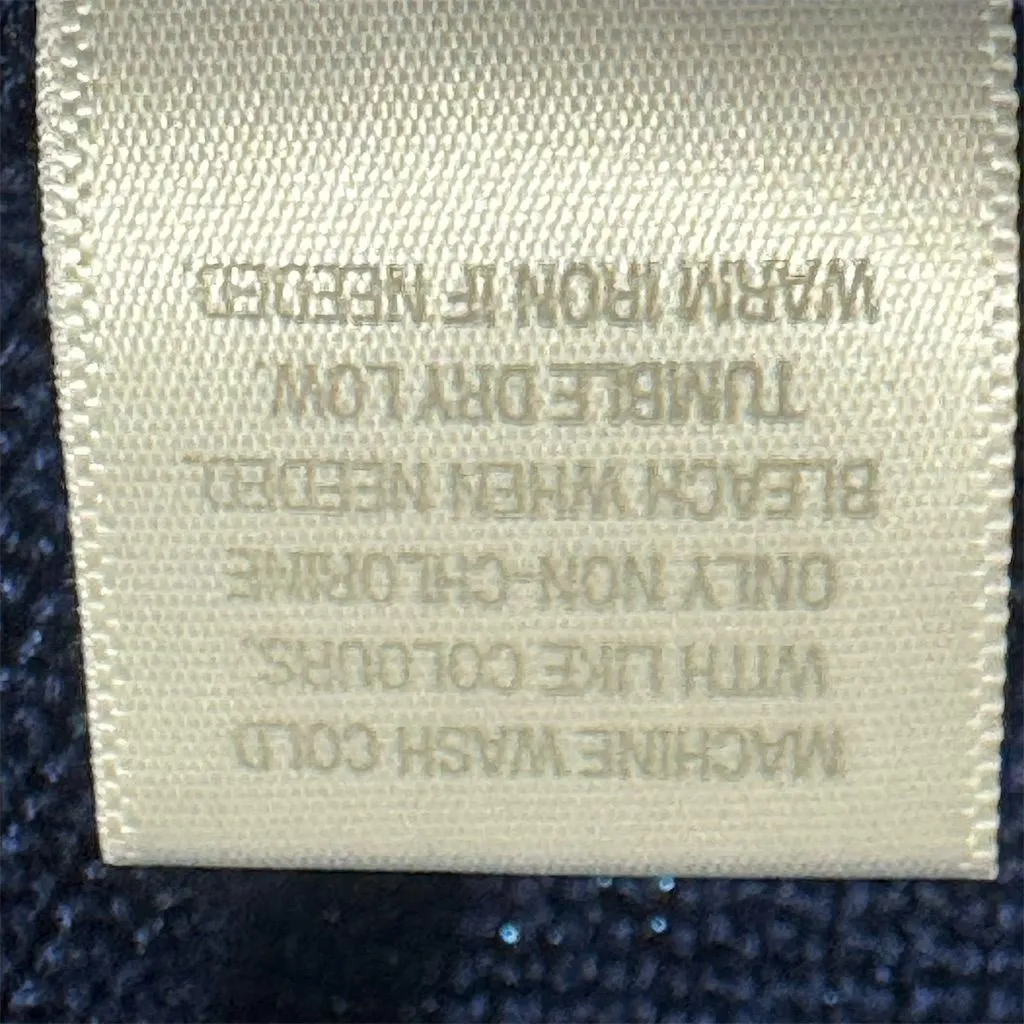 MACHINE WASH COLD
WITH LIKE COLOURS.
ONLY NON-CHLORINE
BLEACH WHEN NEEDED.
TUMBLE DRY LOW.
WARM IRON IF NEEDED.